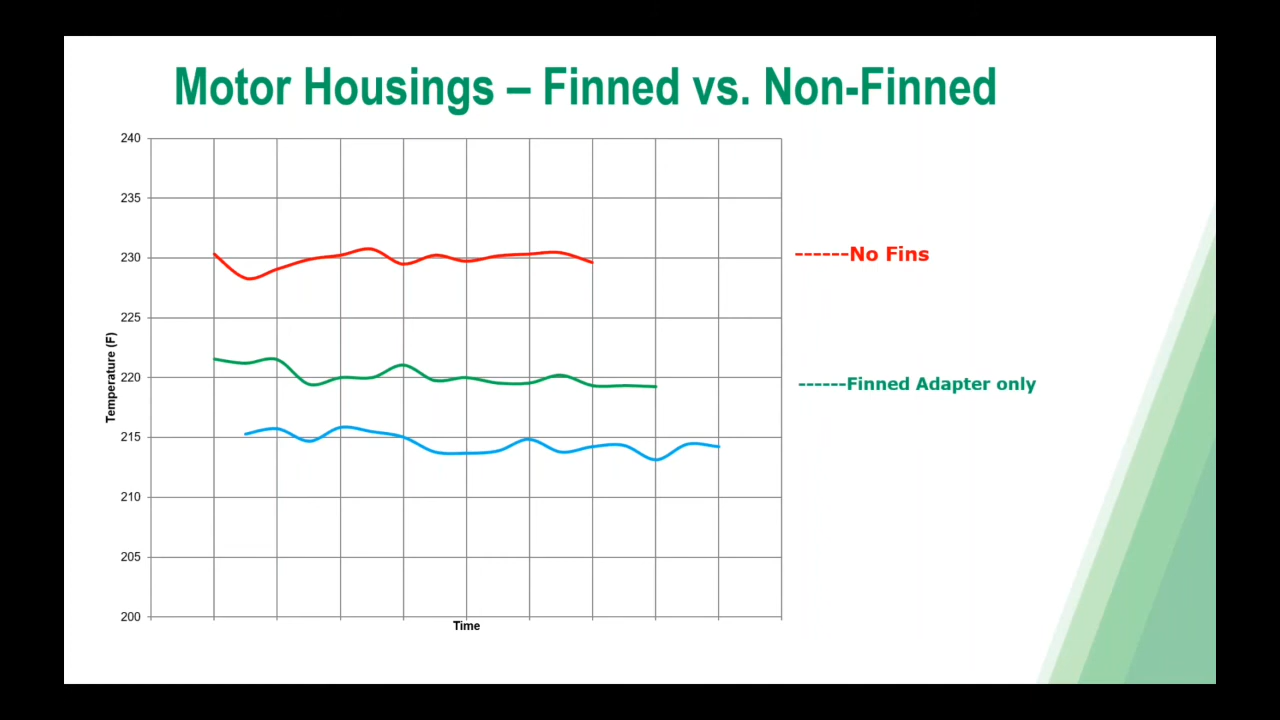 Motor Housings – Finned vs. Non-Finned
240
235
230
225
220
215
210
205
200
Temperature (F)
Time
------No Fins
------Finned Adapter only